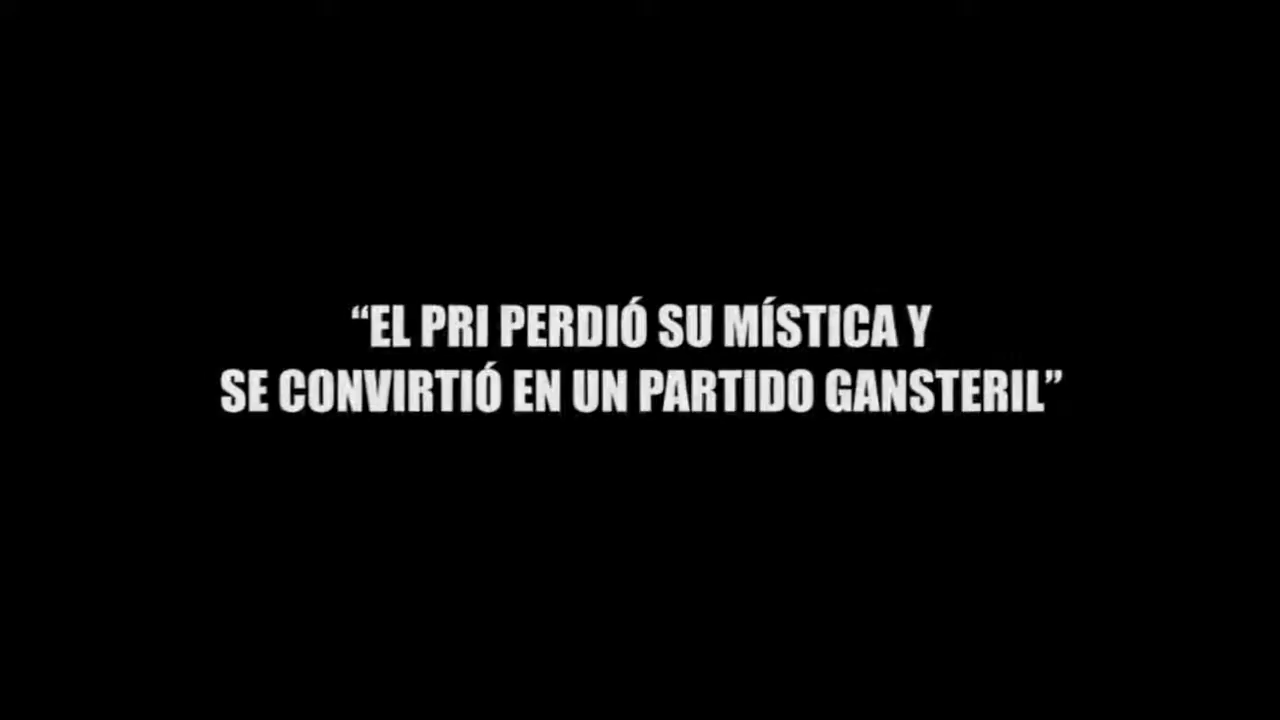 “EL PRI PERDIÓ SU MÍSTICA Y
SE CONVIRTIÓ EN UN PARTIDO GANSTERIL”